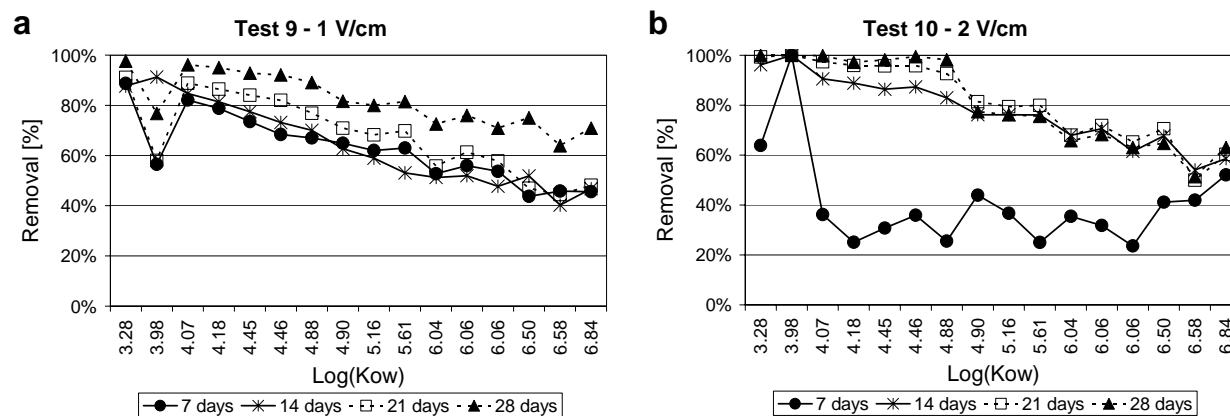 a
Test 9 - 1 V/cm
Removal [%]
100%
80%
60%
40%
20%
0%
3.28
3.98
4.07
4.18
4.45
4.46
4.88
4.90
5.16
5.61
6.04
6.06
6.06
6.50
6.58
6.84
Log(Kow)
7 days
14 days
21 days
28 days
b
Test 10 - 2 V/cm
Removal [%]
100%
80%
60%
40%
20%
0%
3.28
3.98
4.07
4.18
4.45
4.46
4.88
4.90
5.16
5.61
6.04
6.06
6.06
6.50
6.58
6.84
Log(Kow)
7 days
14 days
21 days
28 days